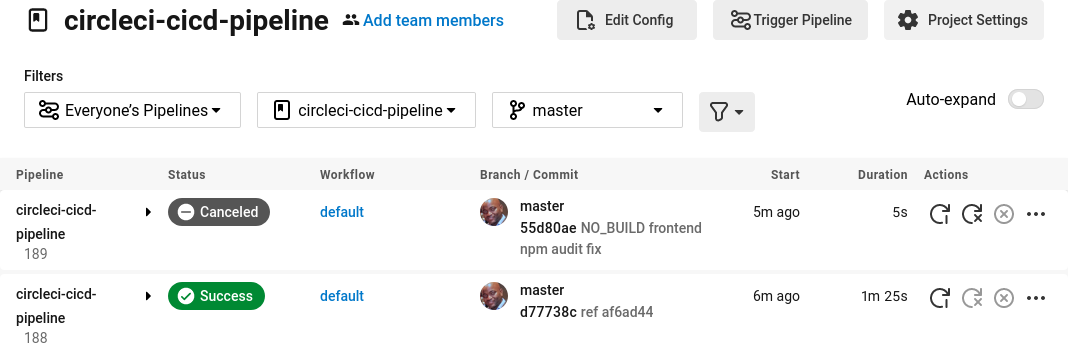 circleci-cicd-pipeline Add team members Edit Config Trigger Pipeline Project Settings
Filters
Everyone’s Pipelines circleci-cicd-pipeline master Auto-expand
Pipeline Status Workflow Branch / Commit Start Duration Actions
circleci-cicd- Canceled default master 5m ago 5s
pipeline 55d80ae NO_BUILD frontend
189 npm audit fix
circleci-cicd- Success default master 6m ago 1m 25s
pipeline d77738c ref af6ad44
188